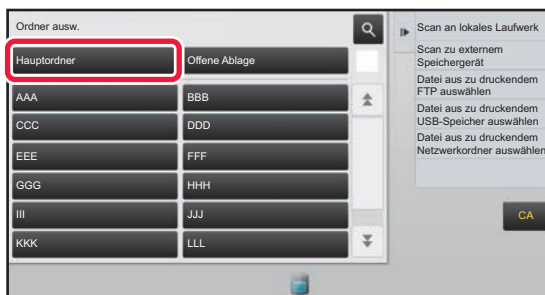 Ordner ausw.
Hauptordner
Offene Ablage
AAA
BBB
CCC
DDD
EEE
FFF
GGG
HHH
III
JJJ
KKK
LLL
Scan an lokales Laufwerk
Scan zu externem
Speichergerät
Datei aus zu druckendem
FTP auswählen
Datei aus zu druckendem
USB-Speicher auswählen
Datei aus zu druckendem
Netzwerkordner auswählen
CA